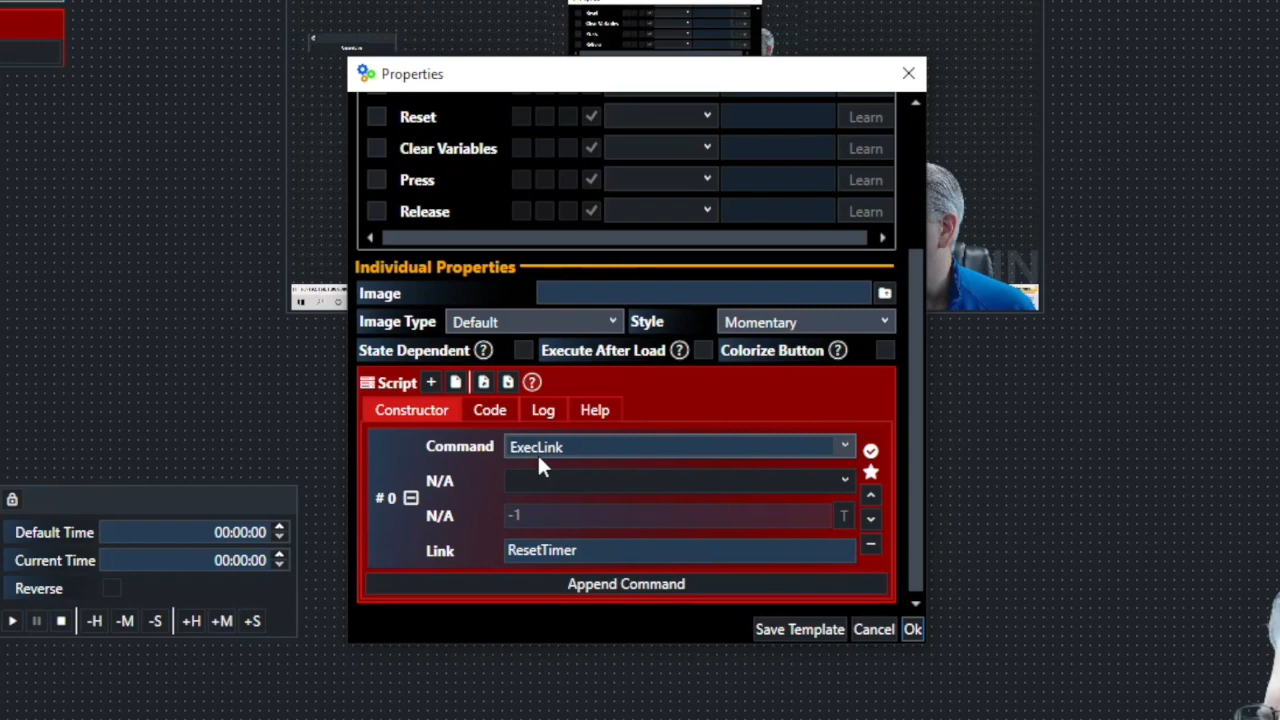 Properties
Reset Learn
Clear Variables Learn
Press Learn
Release Learn
Individual Properties
Image
Image Type Default Style Momentary
State Dependent ? Execute After Load ? Colorize Button ?
Script + ?
Constructor Code Log Help
Command ExecLink
N/A
# 0
N/A -1 T
Link ResetTimer
Append Command
Save Template Cancel Ok
Default Time 00:00:00
Current Time 00:00:00
Reverse
-H -M -S +H +M +S
IN